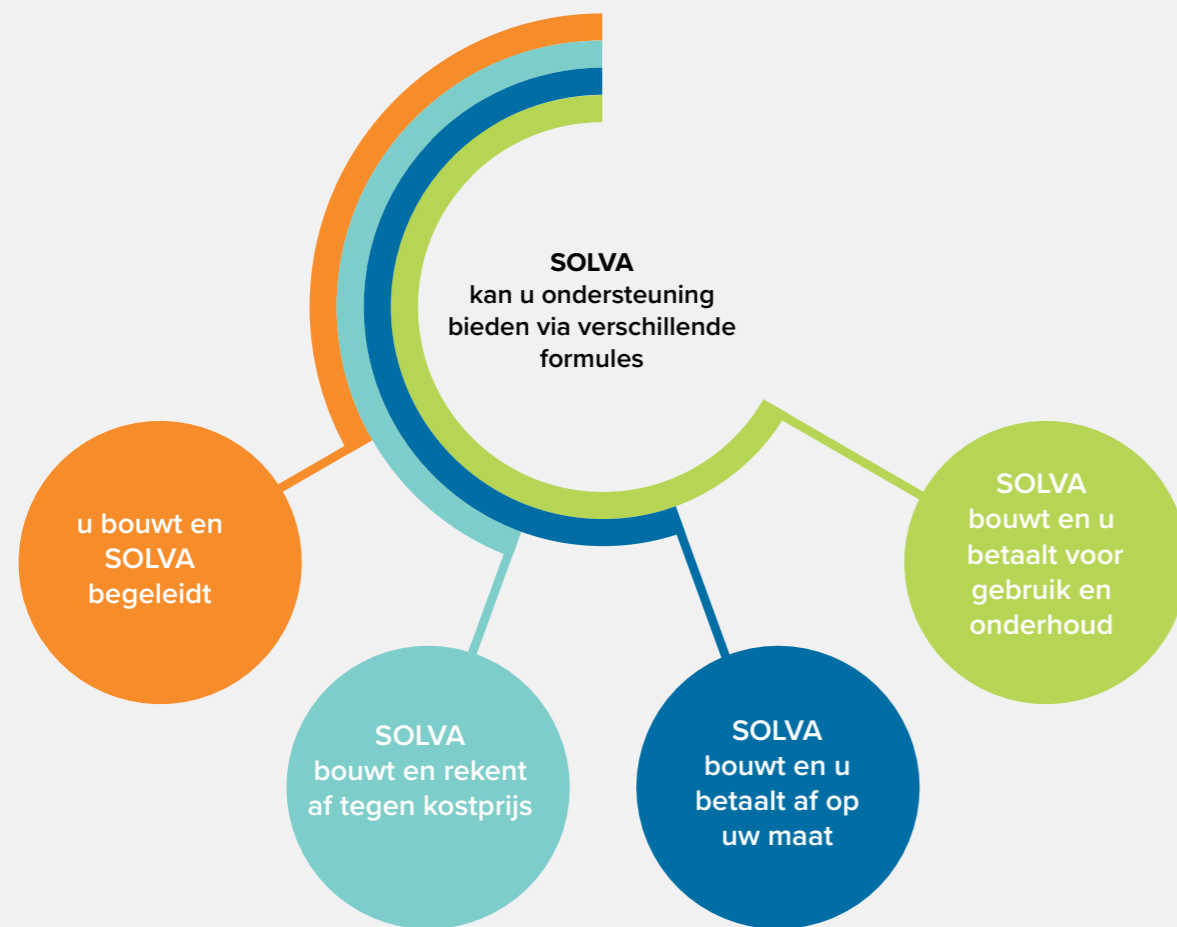 SOLVA
kan u ondersteuning
bieden via verschillende
formules
u bouwt en
SOLVA
begeleidt
SOLVA
bouwt en rekent
af tegen kostprijs
SOLVA
bouwt en u
betaalt af op
uw maat
SOLVA
bouwt en u
betaalt voor
gebruik en
onderhoud